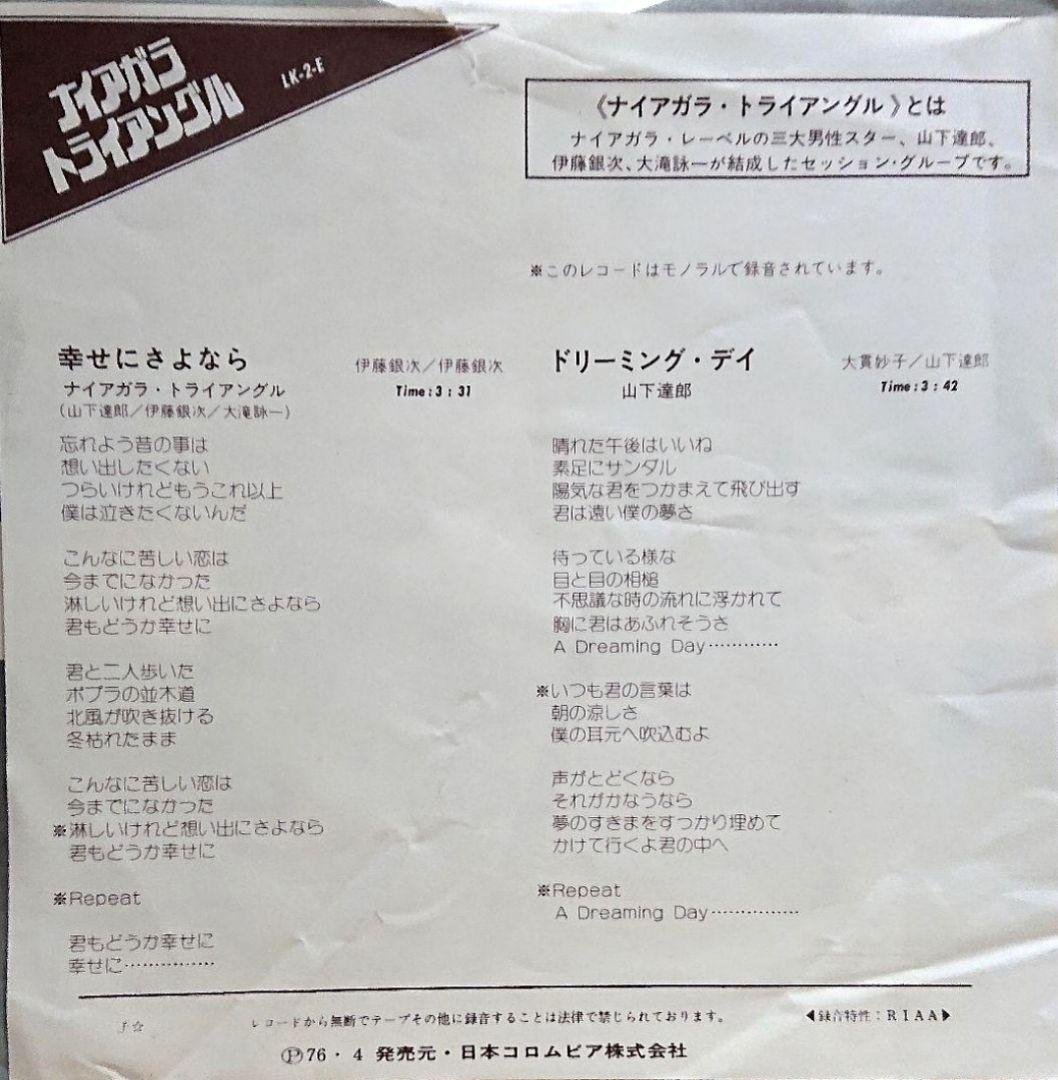 ナイアガラ
トライアングル
LK-2-E
《ナイアガラ・トライアングル》とは
ナイアガラ・レーベルの三大男性スター、山下達郎、
伊藤銀次、大滝詠一が結成したセッション・グループです。
※このレコードはモノラルで録音されています。
幸せにさよなら
伊藤銀次／伊藤銀次
ナイアガラ・トライアングル
Time:3:31
(山下達郎／伊藤銀次／大滝詠一)
忘れよう昔の事は
想い出したくない
つらいけれどもうこれ以上
僕は泣きたくないんだ
こんなに苦しい恋は
今までになかった
淋しいけれど想い出にさよなら
君もどうか幸せに
君と二人歩いた
ポプラの並木道
北風が吹き抜ける
冬枯れたまま
こんなに苦しい恋は
今までになかった
※淋しいけれど想い出にさよなら
君もどうか幸せに
※Repeat
君もどうか幸せに
幸せに……………
ドリーミング・デイ
大貫妙子／山下達郎
山下達郎
Time:3:42
晴れた午後はいいね
素足にサンダル
陽気な君をつかまえて飛び出す
君は遠い僕の夢さ
待っている様な
目と目の相槌
不思議な時の流れに浮かれて
胸に君はあふれそうさ
A Dreaming Day…………
※いつも君の言葉は
朝の涼しさ
僕の耳元へ吹込むよ
声がとどくなら
それがかなうなら
夢のすきまをすっかり埋めて
かけて行くよ君の中へ
※Repeat
A Dreaming Day……………
f☆
レコードから無断でテープその他に録音することは法律で禁じられております。
◀録音特性：RIAA▶
Ⓟ76・4 発売元・日本コロムビア株式会社